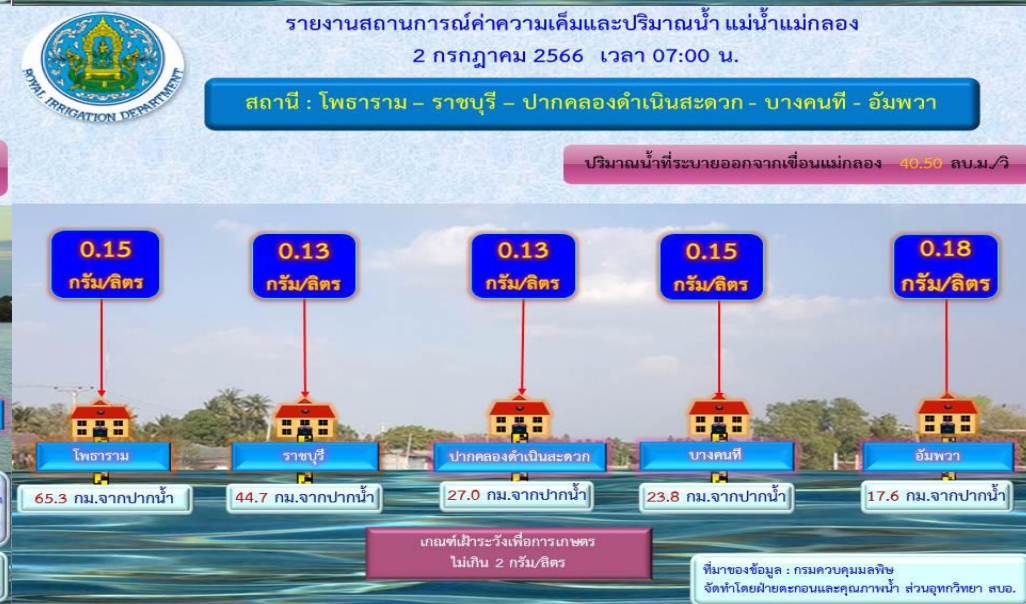 รายงานสถานการณ์ค่าความเค็มและปริมาณน้ำ แม่น้ำแม่กลอง
2 กรกฎาคม 2566 เวลา 07:00 น.
ROYAL IRRIGATION DEPARTMENT
สถานี : โพธาราม – ราชบุรี – ปากคลองดำเนินสะดวก - บางคนที - อัมพวา
ปริมาณน้ำที่ระบายออกจากเขื่อนแม่กลอง 40.50 ลบ.ม./วิ
0.15 0.13 0.13 0.15 0.18
กรัม/ลิตร กรัม/ลิตร กรัม/ลิตร กรัม/ลิตร กรัม/ลิตร
โพธาราม ราชบุรี ปากคลองดำเนินสะดวก บางคนที อัมพวา
65.3 กม.จากปากน้ำ 44.7 กม.จากปากน้ำ 27.0 กม.จากปากน้ำ 23.8 กม.จากปากน้ำ 17.6 กม.จากปากน้ำ
เกณฑ์เฝ้าระวังเพื่อการเกษตร
ไม่เกิน 2 กรัม/ลิตร
ที่มาของข้อมูล : กรมควบคุมมลพิษ
จัดทำโดยฝ่ายตะกอนและคุณภาพน้ำ ส่วนอุทกวิทยา สบอ.